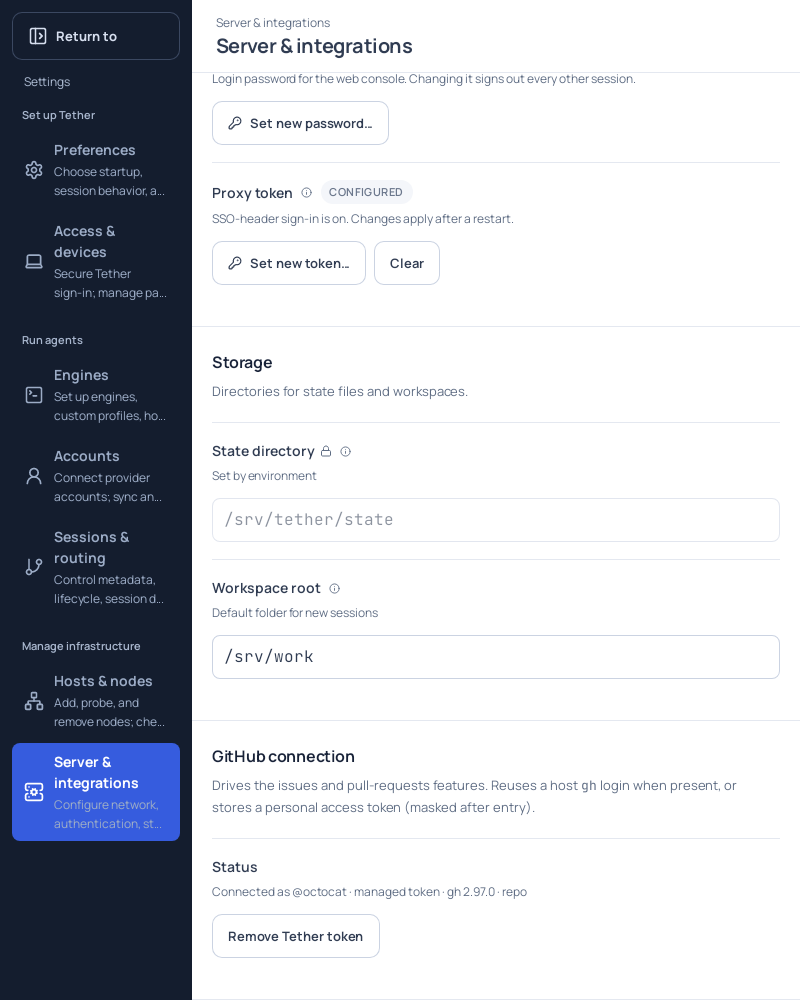 Return to
Settings
Set up Tether
Preferences
Choose startup,
session behavior, a...
Access &
devices
Secure Tether
sign-in; manage pa...
Run agents
Engines
Set up engines,
custom profiles, ho...
Accounts
Connect provider
accounts; sync an...
Sessions &
routing
Control metadata,
lifecycle, session d...
Manage infrastructure
Hosts & nodes
Add, probe, and
remove nodes; che...
Server &
integrations
Configure network,
authentication, st...
Server & integrations
Server & integrations
Login password for the web console. Changing it signs out every other session.
Set new password...
Proxy token CONFIGURED
SSO-header sign-in is on. Changes apply after a restart.
Set new token... Clear
Storage
Directories for state files and workspaces.
State directory
Set by environment
/srv/tether/state
Workspace root
Default folder for new sessions
/srv/work
GitHub connection
Drives the issues and pull-requests features. Reuses a host gh login when present, or
stores a personal access token (masked after entry).
Status
Connected as @octocat · managed token · gh 2.97.0 · repo
Remove Tether token